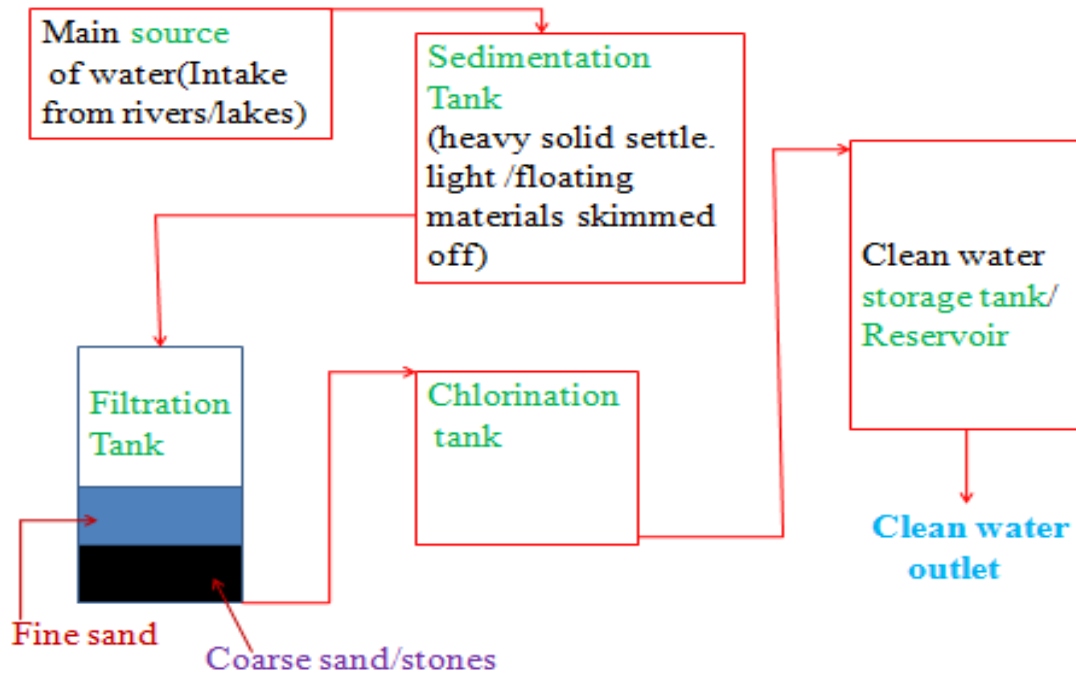 Main source
of water(Intake
from rivers/lakes)
Sedimentation
Tank
(heavy solid settle.
light /floating
materials skimmed
off)
Filtration
Tank
Fine sand
Coarse sand/stones
Chlorination
tank
Clean water
storage tank/
Reservoir
Clean water
outlet